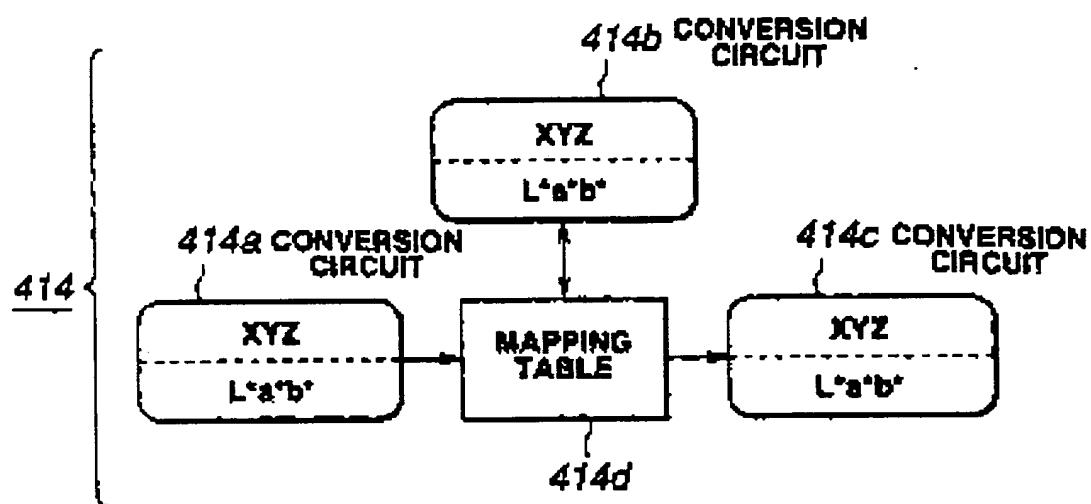 414b CONVERSION
CIRCUIT
XYZ
L*a*b*
414a CONVERSION
CIRCUIT
414c CONVERSION
CIRCUIT
414
XYZ
L*a*b*
MAPPING
TABLE
XYZ
L*a*b*
414d